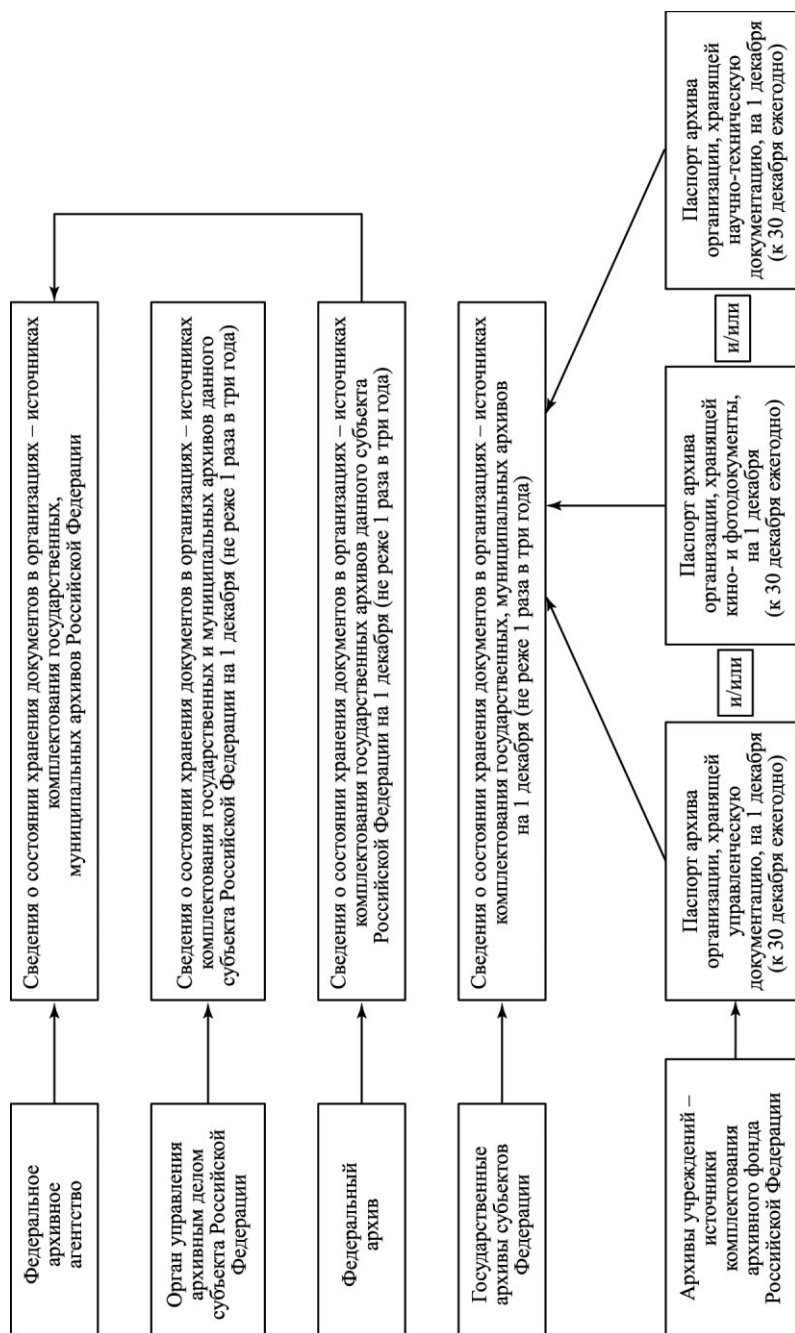 Федеральное
архивное
агентство
Сведения о состоянии хранения документов в организациях – источниках
комплектования государственных,
муниципальных архивов Российской Федерации
Орган управления
архивным делом
субъекта Российской
Федерации
Сведения о состоянии хранения документов в организациях – источниках
комплектования государственных и муниципальных архивов данного
субъекта Российской Федерации на 1 декабря (не реже 1 раза в три года)
Федеральный
архив
Сведения о состоянии хранения документов в организациях – источниках
комплектования государственных архивов данного субъекта
Российской Федерации на 1 декабря (не реже 1 раза в три года)
Государственные
архивы субъектов
Федерации
Сведения о состоянии хранения документов в организациях – источниках
комплектования государственных, муниципальных архивов
на 1 декабря (не реже 1 раза в три года)
Архивы учреждений –
источники
комплектования
архивного фонда
Российской Федерации
Паспорт архива
организации, хранящей
управленческую
документацию, на 1 декабря
(к 30 декабря ежегодно)
и/или
Паспорт архива
организации, хранящей
кино- и фотодокументы,
на 1 декабря
(к 30 декабря ежегодно)
и/или
Паспорт архива
организации, хранящей
научно-техническую
документацию, на 1 декабря
(к 30 декабря ежегодно)